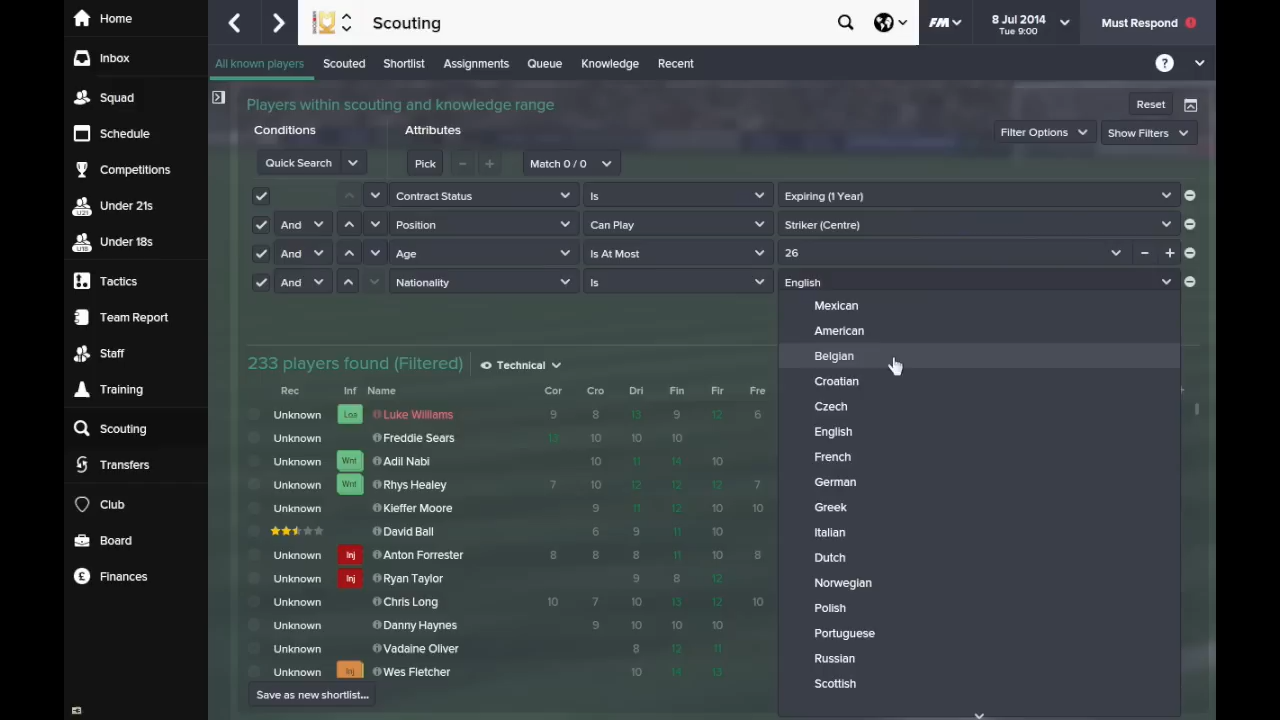 Home
Scouting
FM
8 Jul 2014
Tue 9:00
Must Respond
Inbox
All known players Scouted Shortlist Assignments Queue Knowledge Recent
Squad
Players within scouting and knowledge range
Reset
Schedule
Conditions Attributes
Filter Options Show Filters
Competitions
Quick Search Pick Match 0 / 0
Under 21s
Contract Status Is Expiring (1 Year)
And Position Can Play Striker (Centre)
Under 18s
And Age Is At Most 26
Tactics
And Nationality Is English
Team Report
Mexican
American
Staff
Belgian
233 players found (Filtered) Technical
Training
Croatian
Rec Inf Name Cor Cro Dri Fin Fir Fre
Czech
Unknown Loa Luke Williams 9 8 13 9 12 6
Scouting
English
Unknown Freddie Sears 12 10 10 10
French
Unknown Wnt Adil Nabi 10 11 14 10
Transfers
German
Unknown Wnt Rhys Healey 7 10 12 12 12 7
Club
Greek
Unknown Kieffer Moore 9 11 12 10 10
Italian
David Ball 6 9 11 10
Board
Dutch
Unknown Inj Anton Forrester 8 8 8 11 10 8
Finances
Norwegian
Unknown Inj Ryan Taylor 9 8 12
Polish
Unknown Chris Long 10 7 10 13 12 10
Portuguese
Unknown Danny Haynes 9 10 10 10
Russian
Unknown Vadaine Oliver 8 12 11
Scottish
Unknown Inj Wes Fletcher 10 14 13
Save as new shortlist...